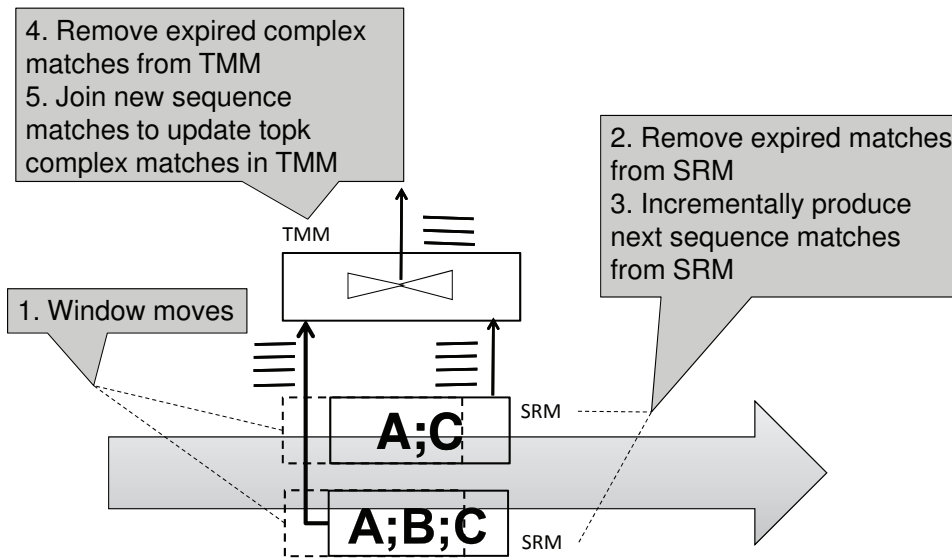 4. Remove expired complex
matches from TMM
5. Join new sequence
matches to update topk
complex matches in TMM
2. Remove expired matches
from SRM
3. Incrementally produce
next sequence matches
from SRM
TMM
1. Window moves
A;C
SRM
A;B;C
SRM